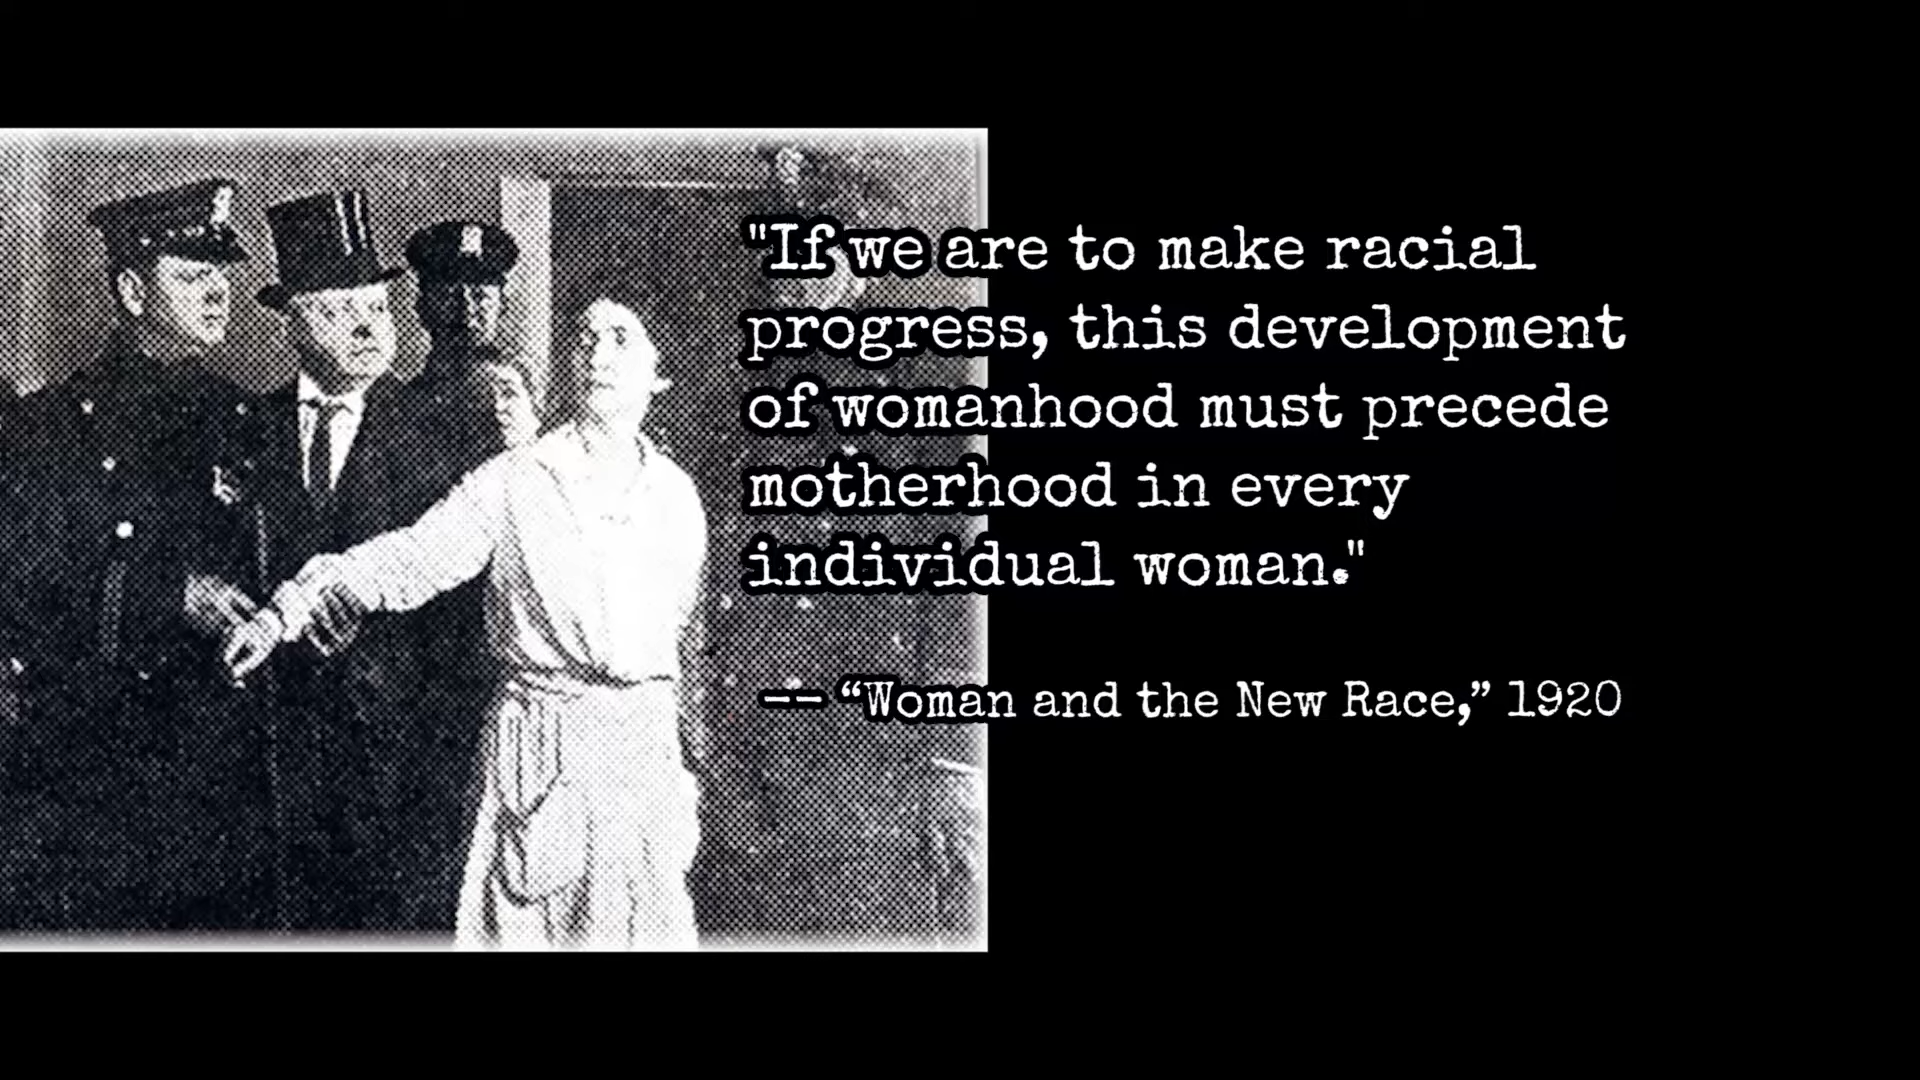 "If we are to make racial
progress, this development
of womanhood must precede
motherhood in every
individual woman."
-- “Woman and the New Race,” 1920